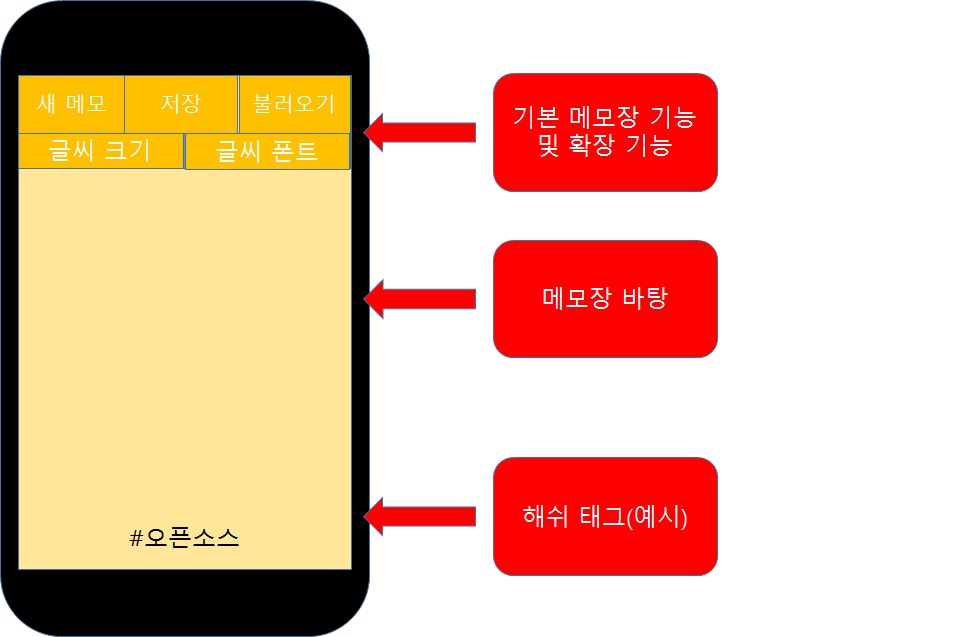 새 메모
저장
불러오기
글씨 크기
글씨 폰트
#오픈소스
기본 메모장 기능
및 확장 기능
메모장 바탕
해쉬 태그(예시)